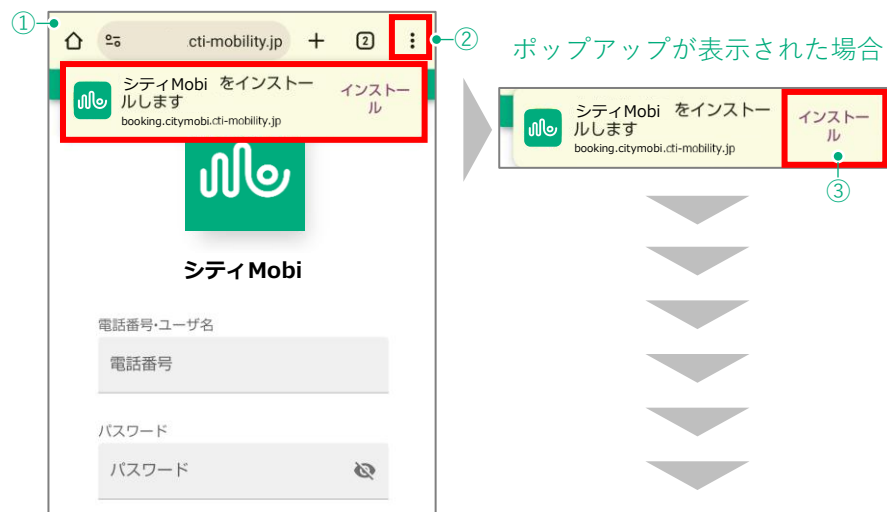 ①
cti-mobility.jp
2
②
シティMobi をインストー
ルします
booking.citymobi.cti-mobility.jp
インストー
ル
シティMobi
電話番号・ユーザ名
電話番号
パスワード
パスワード
ポップアップが表示された場合
シティMobi をインストー
ルします
booking.citymobi.cti-mobility.jp
インストー
ル
③